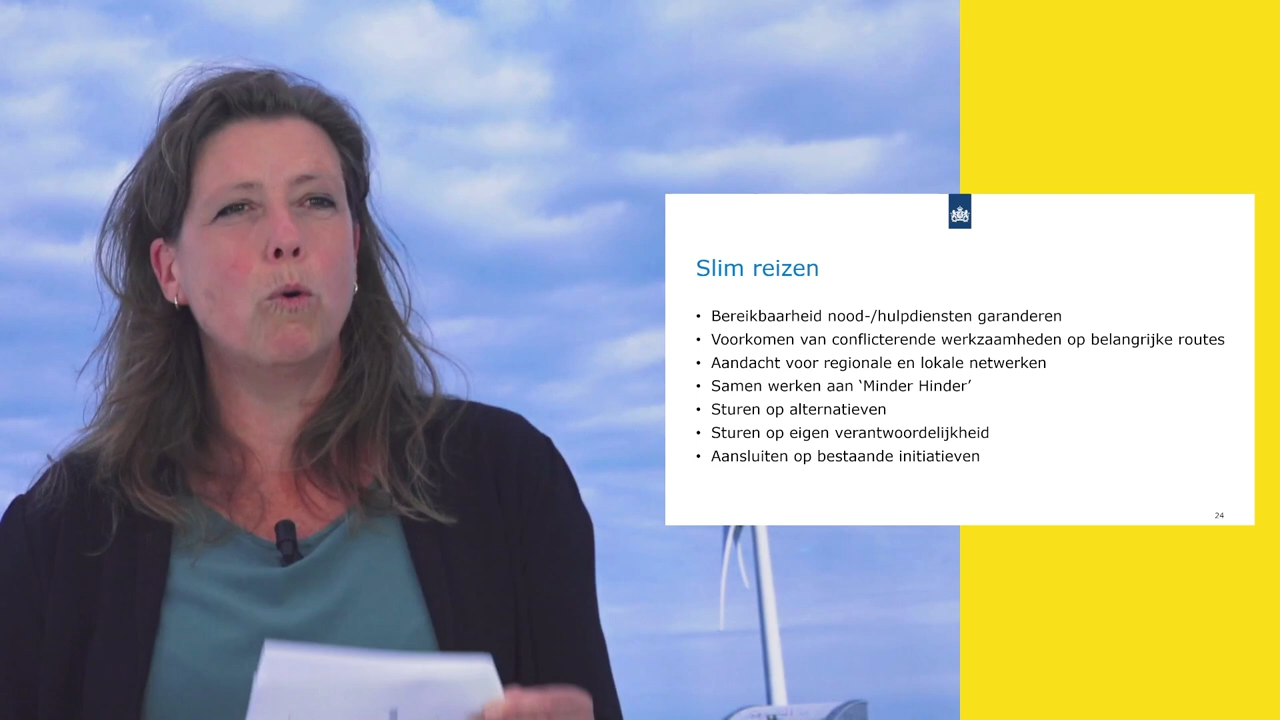 Slim reizen
• Bereikbaarheid nood-/hulpdiensten garanderen
• Voorkomen van conflicterende werkzaamheden op belangrijke routes
• Aandacht voor regionale en lokale netwerken
• Samen werken aan ‘Minder Hinder’
• Sturen op alternatieven
• Sturen op eigen verantwoordelijkheid
• Aansluiten op bestaande initiatieven
24